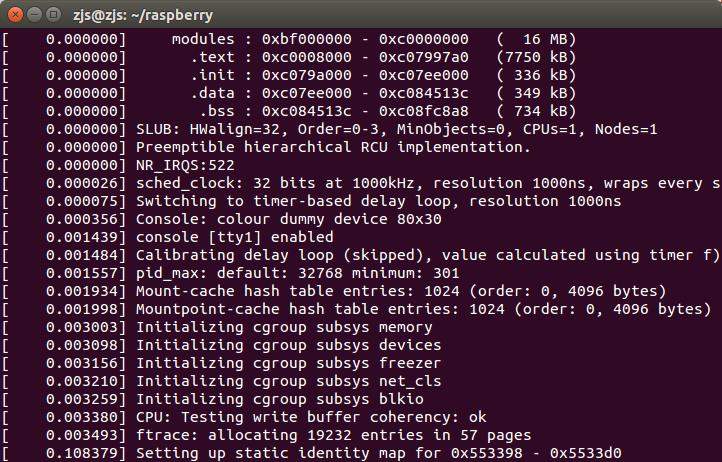 zjs@zjs: ~/raspberry
[    0.000000]     modules : 0xbf000000 - 0xc0000000   (  16 MB)
[    0.000000]       .text : 0xc0008000 - 0xc07997a0   (7750 kB)
[    0.000000]       .init : 0xc079a000 - 0xc07ee000   ( 336 kB)
[    0.000000]       .data : 0xc07ee000 - 0xc084513c   ( 349 kB)
[    0.000000]        .bss : 0xc084513c - 0xc08fc8a8   ( 734 kB)
[    0.000000] SLUB: HWalign=32, Order=0-3, MinObjects=0, CPUs=1, Nodes=1
[    0.000000] Preemptible hierarchical RCU implementation.
[    0.000000] NR_IRQS:522
[    0.000026] sched_clock: 32 bits at 1000kHz, resolution 1000ns, wraps every s
[    0.000075] Switching to timer-based delay loop, resolution 1000ns
[    0.000356] Console: colour dummy device 80x30
[    0.001439] console [tty1] enabled
[    0.001484] Calibrating delay loop (skipped), value calculated using timer f)
[    0.001557] pid_max: default: 32768 minimum: 301
[    0.001934] Mount-cache hash table entries: 1024 (order: 0, 4096 bytes)
[    0.001998] Mountpoint-cache hash table entries: 1024 (order: 0, 4096 bytes)
[    0.003003] Initializing cgroup subsys memory
[    0.003098] Initializing cgroup subsys devices
[    0.003156] Initializing cgroup subsys freezer
[    0.003210] Initializing cgroup subsys net_cls
[    0.003259] Initializing cgroup subsys blkio
[    0.003380] CPU: Testing write buffer coherency: ok
[    0.003493] ftrace: allocating 19232 entries in 57 pages
[    0.108379] Setting up static identity map for 0x553398 - 0x5533d0